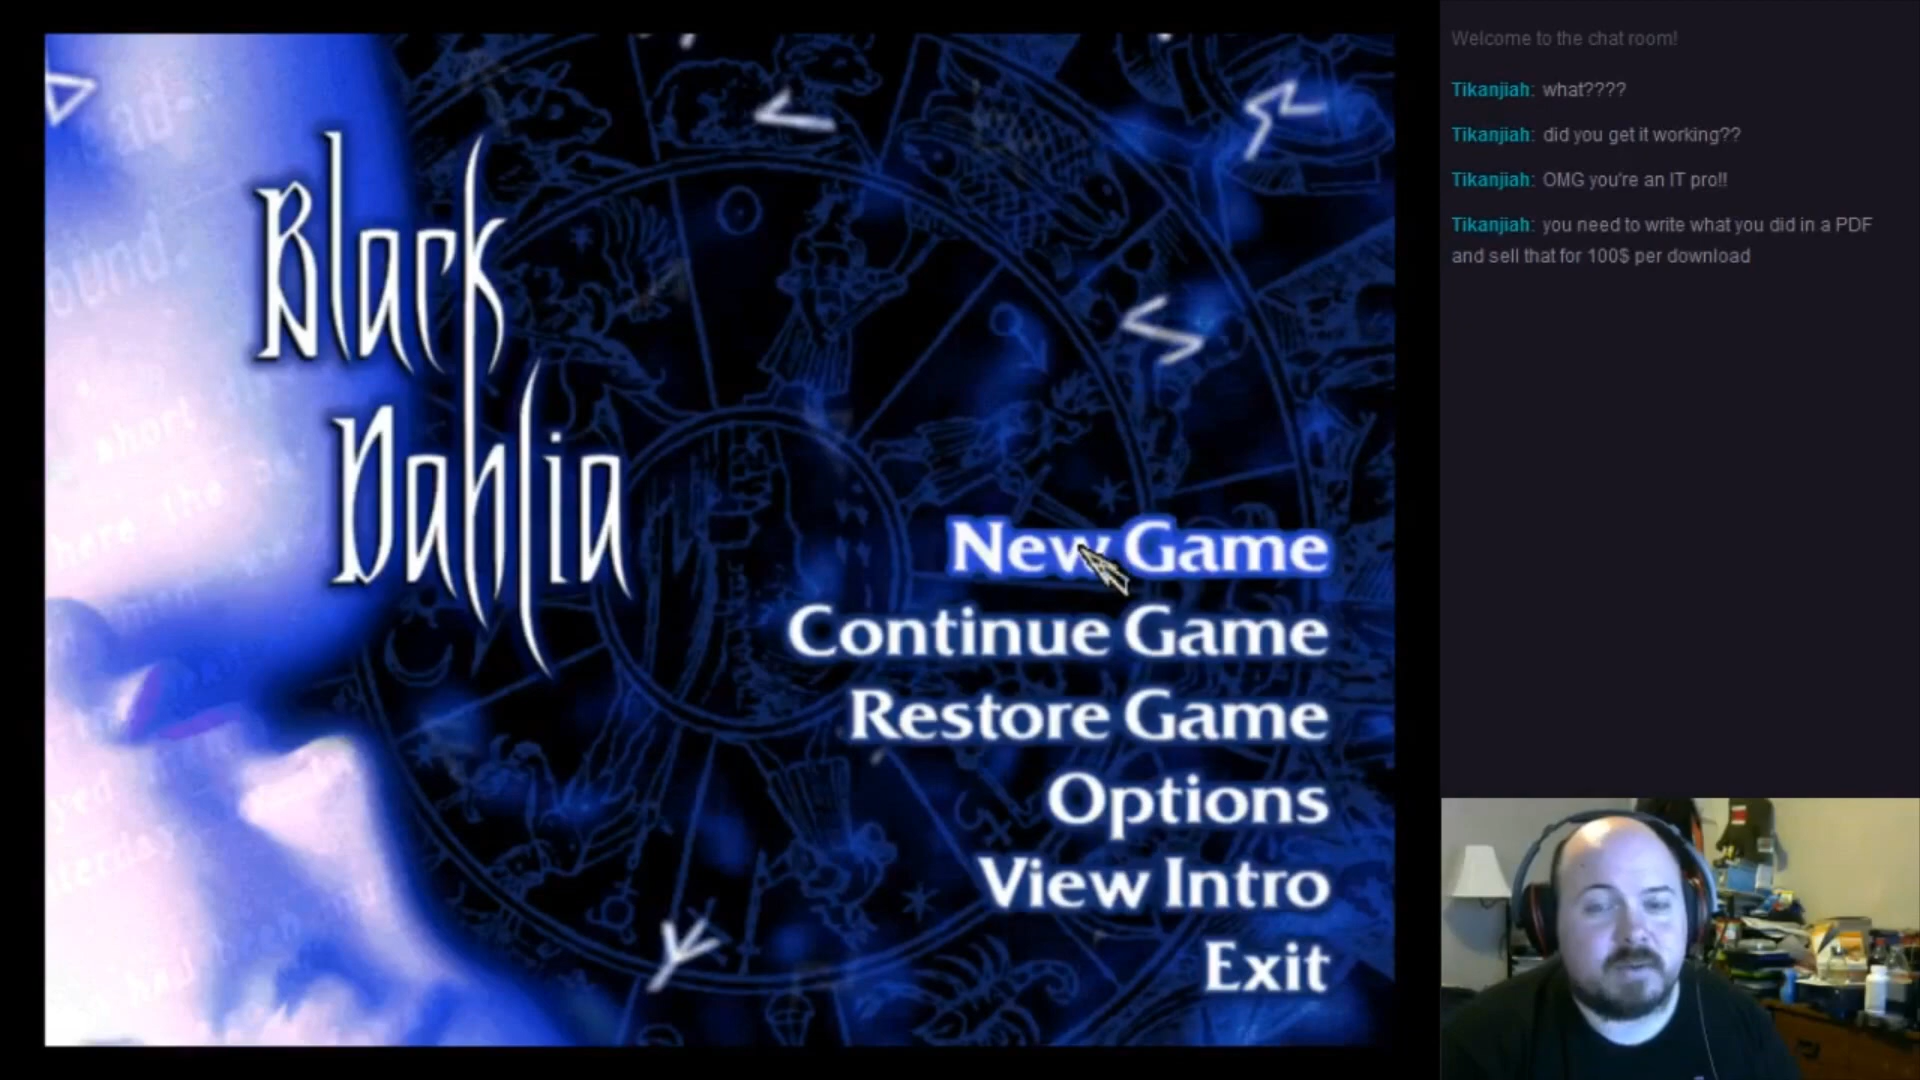 Black
Dahlia
New Game
Continue Game
Restore Game
Options
View Intro
Exit
Welcome to the chat room!
Tikanjiah: what????
Tikanjiah: did you get it working??
Tikanjiah: OMG you're an IT pro!!
Tikanjiah: you need to write what you did in a PDF
and sell that for 100$ per download
short